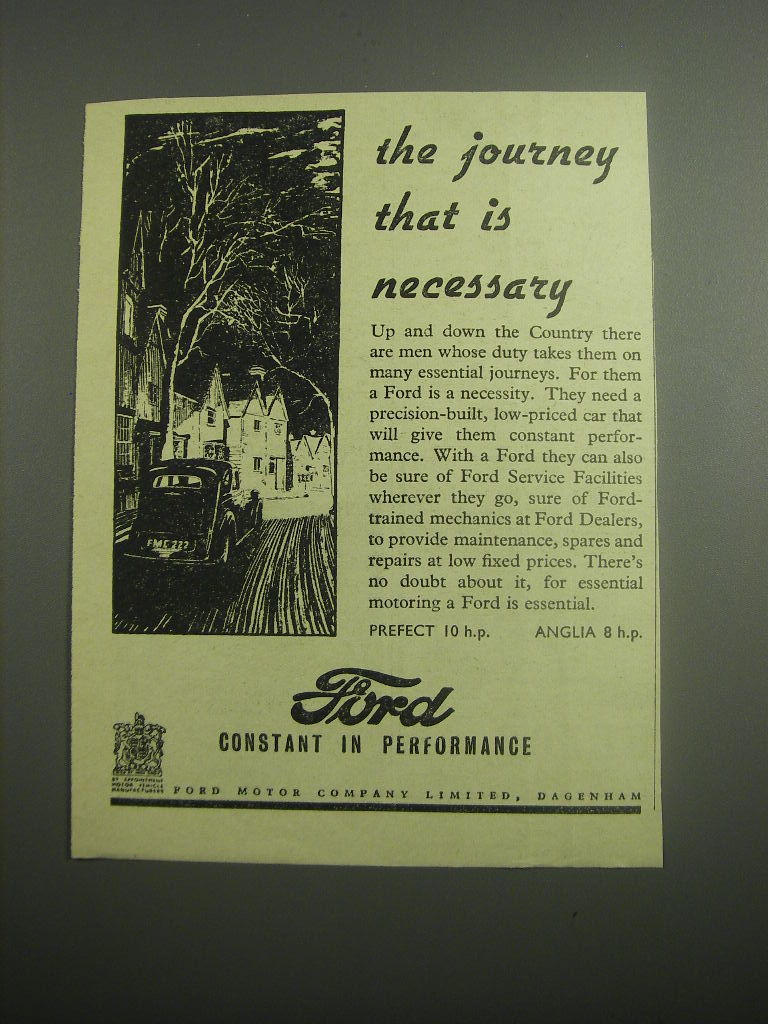 the journey
that is
necessary
Up and down the Country there
are men whose duty takes them on
many essential journeys. For them
a Ford is a necessity. They need a
precision-built, low-priced car that
will give them constant perfor-
mance. With a Ford they can also
be sure of Ford Service Facilities
wherever they go, sure of Ford-
trained mechanics at Ford Dealers,
to provide maintenance, spares and
repairs at low fixed prices. There's
no doubt about it, for essential
motoring a Ford is essential.
PREFECT 10 h.p. ANGLIA 8 h.p.
Ford
CONSTANT IN PERFORMANCE
BY APPOINTMENT
MOTOR VEHICLE
MANUFACTURERS
FORD MOTOR COMPANY LIMITED, DAGENHAM